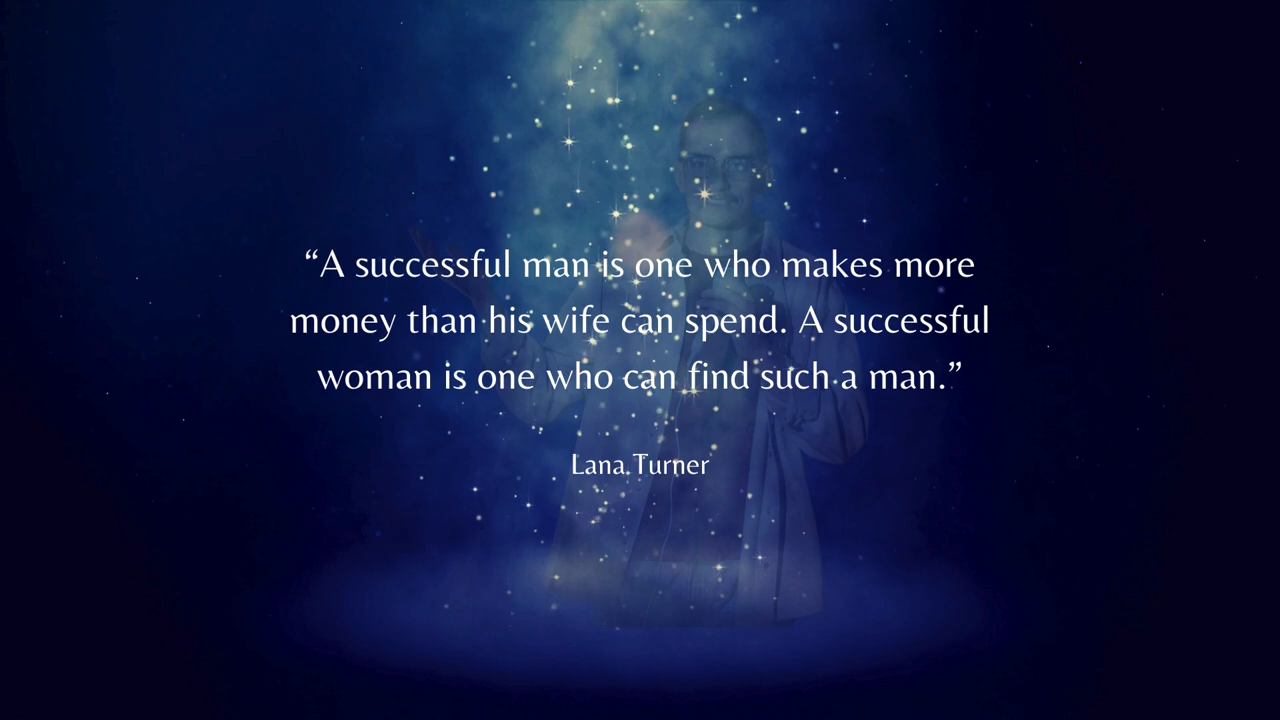 “A successful man is one who makes more
money than his wife can spend. A successful
woman is one who can find such a man.”
Lana Turner